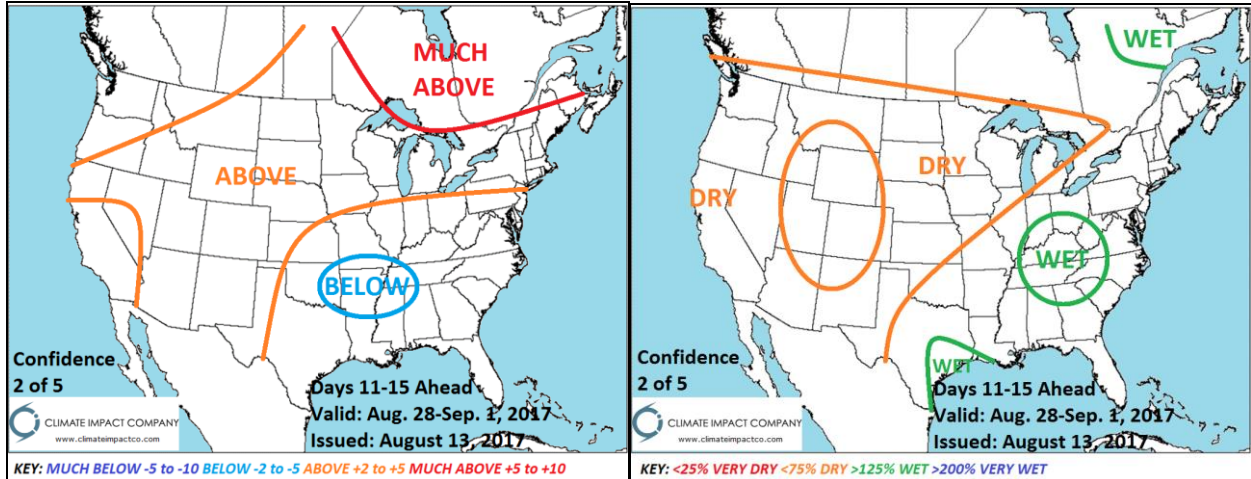 MUCH
ABOVE
ABOVE
BELOW
Confidence
2 of 5
Days 11-15 Ahead
Valid: Aug. 28-Sep. 1, 2017
Issued: August 13, 2017
CLIMATE IMPACT COMPANY
www.climateimpactco.com
KEY: MUCH BELOW -5 to -10 BELOW -2 to -5 ABOVE +2 to +5 MUCH ABOVE +5 to +10
WET
DRY
DRY
WET
WET
Confidence
2 of 5
Days 11-15 Ahead
Valid: Aug. 28-Sep. 1, 2017
Issued: August 13, 2017
CLIMATE IMPACT COMPANY
www.climateimpactco.com
KEY: <25% VERY DRY <75% DRY >125% WET >200% VERY WET